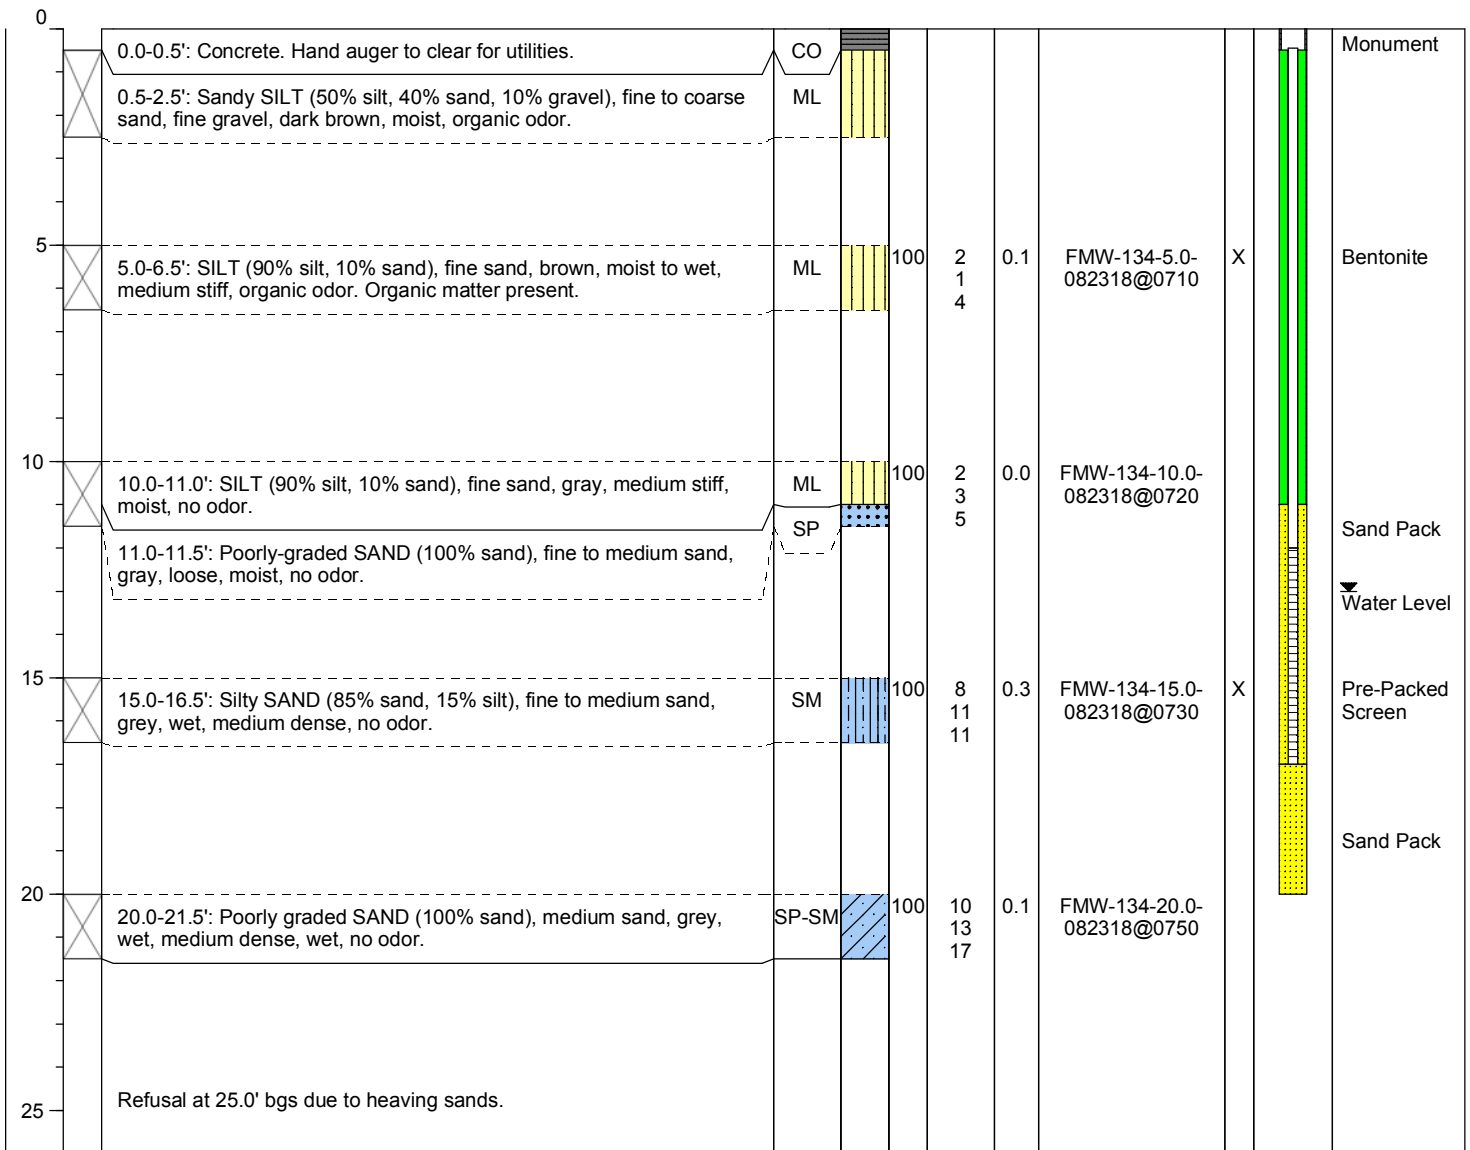 0
0.0-0.5': Concrete. Hand auger to clear for utilities.
CO
Monument
0.5-2.5': Sandy SILT (50% silt, 40% sand, 10% gravel), fine to coarse
sand, fine gravel, dark brown, moist, organic odor.
ML
5
5.0-6.5': SILT (90% silt, 10% sand), fine sand, brown, moist to wet,
medium stiff, organic odor. Organic matter present.
ML
100
2
1
4
0.1
FMW-134-5.0-
082318@0710
X
Bentonite
10
10.0-11.0': SILT (90% silt, 10% sand), fine sand, gray, medium stiff,
moist, no odor.
ML
100
2
3
5
0.0
FMW-134-10.0-
082318@0720
SP
Sand Pack
11.0-11.5': Poorly-graded SAND (100% sand), fine to medium sand,
gray, loose, moist, no odor.
Water Level
15
15.0-16.5': Silty SAND (85% sand, 15% silt), fine to medium sand,
grey, wet, medium dense, no odor.
SM
100
8
11
11
0.3
FMW-134-15.0-
082318@0730
X
Pre-Packed
Screen
Sand Pack
20
20.0-21.5': Poorly graded SAND (100% sand), medium sand, grey,
wet, medium dense, wet, no odor.
SP-SM
100
10
13
17
0.1
FMW-134-20.0-
082318@0750
25
Refusal at 25.0' bgs due to heaving sands.